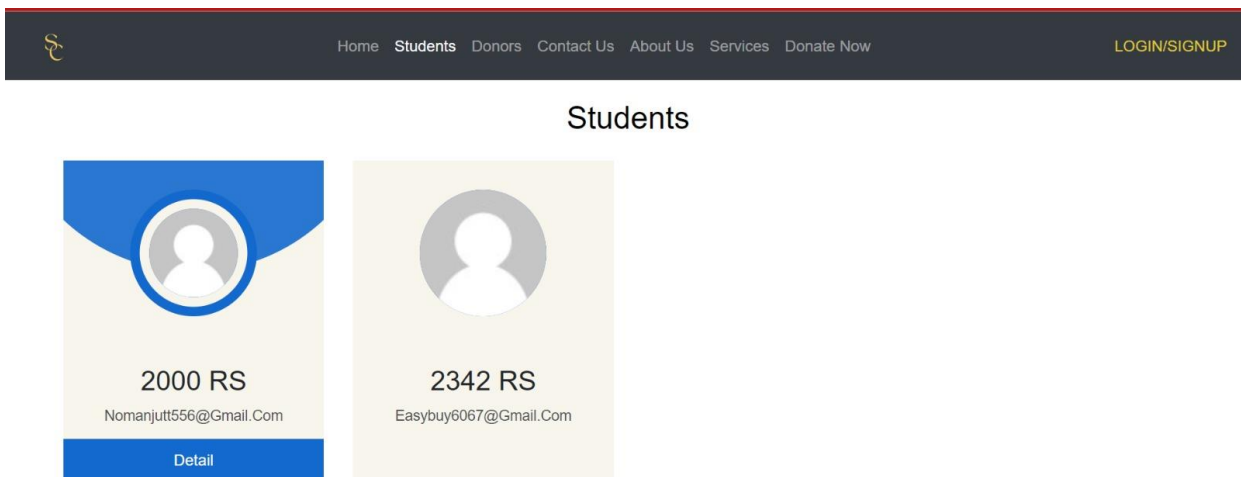 SC
Home Students Donors Contact Us About Us Services Donate Now LOGIN/SIGNUP
Students
2000 RS
Nomanjutt556@Gmail.Com
Detail
2342 RS
Easybuy6067@Gmail.Com